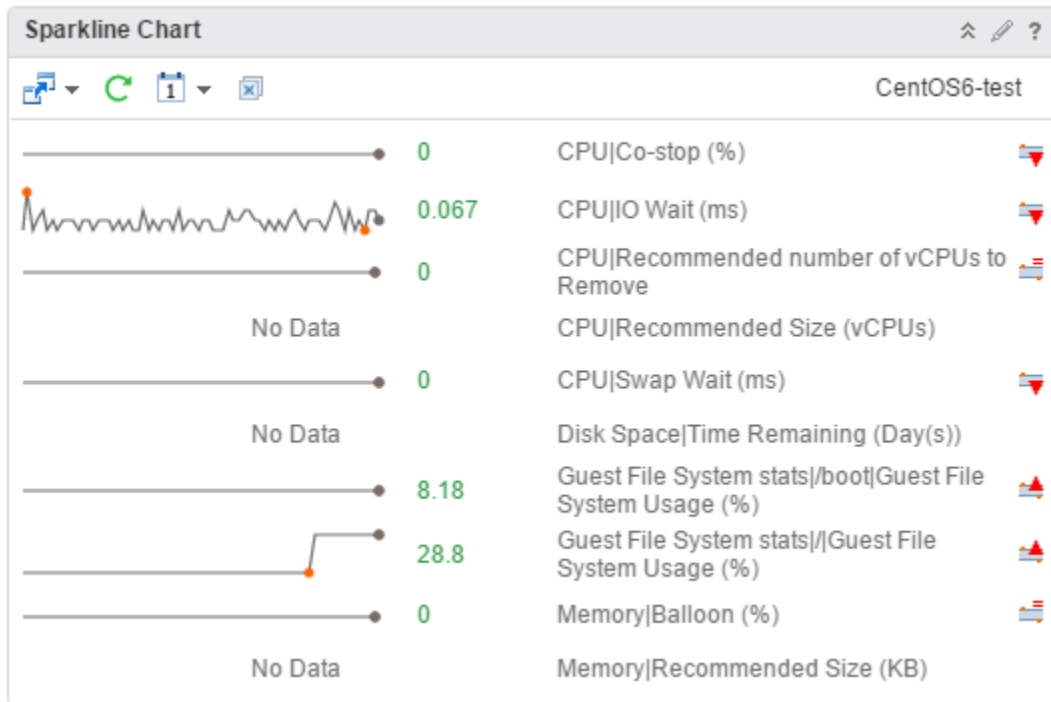 Sparkline Chart
?
1
CentOS6-test
0 CPU|Co-stop (%)
0.067 CPU|IO Wait (ms)
0 CPU|Recommended number of vCPUs to
Remove
No Data CPU|Recommended Size (vCPUs)
0 CPU|Swap Wait (ms)
No Data Disk Space|Time Remaining (Day(s))
8.18 Guest File System stats|/boot|Guest File
System Usage (%)
28.8 Guest File System stats|/|Guest File
System Usage (%)
0 Memory|Balloon (%)
No Data Memory|Recommended Size (KB)